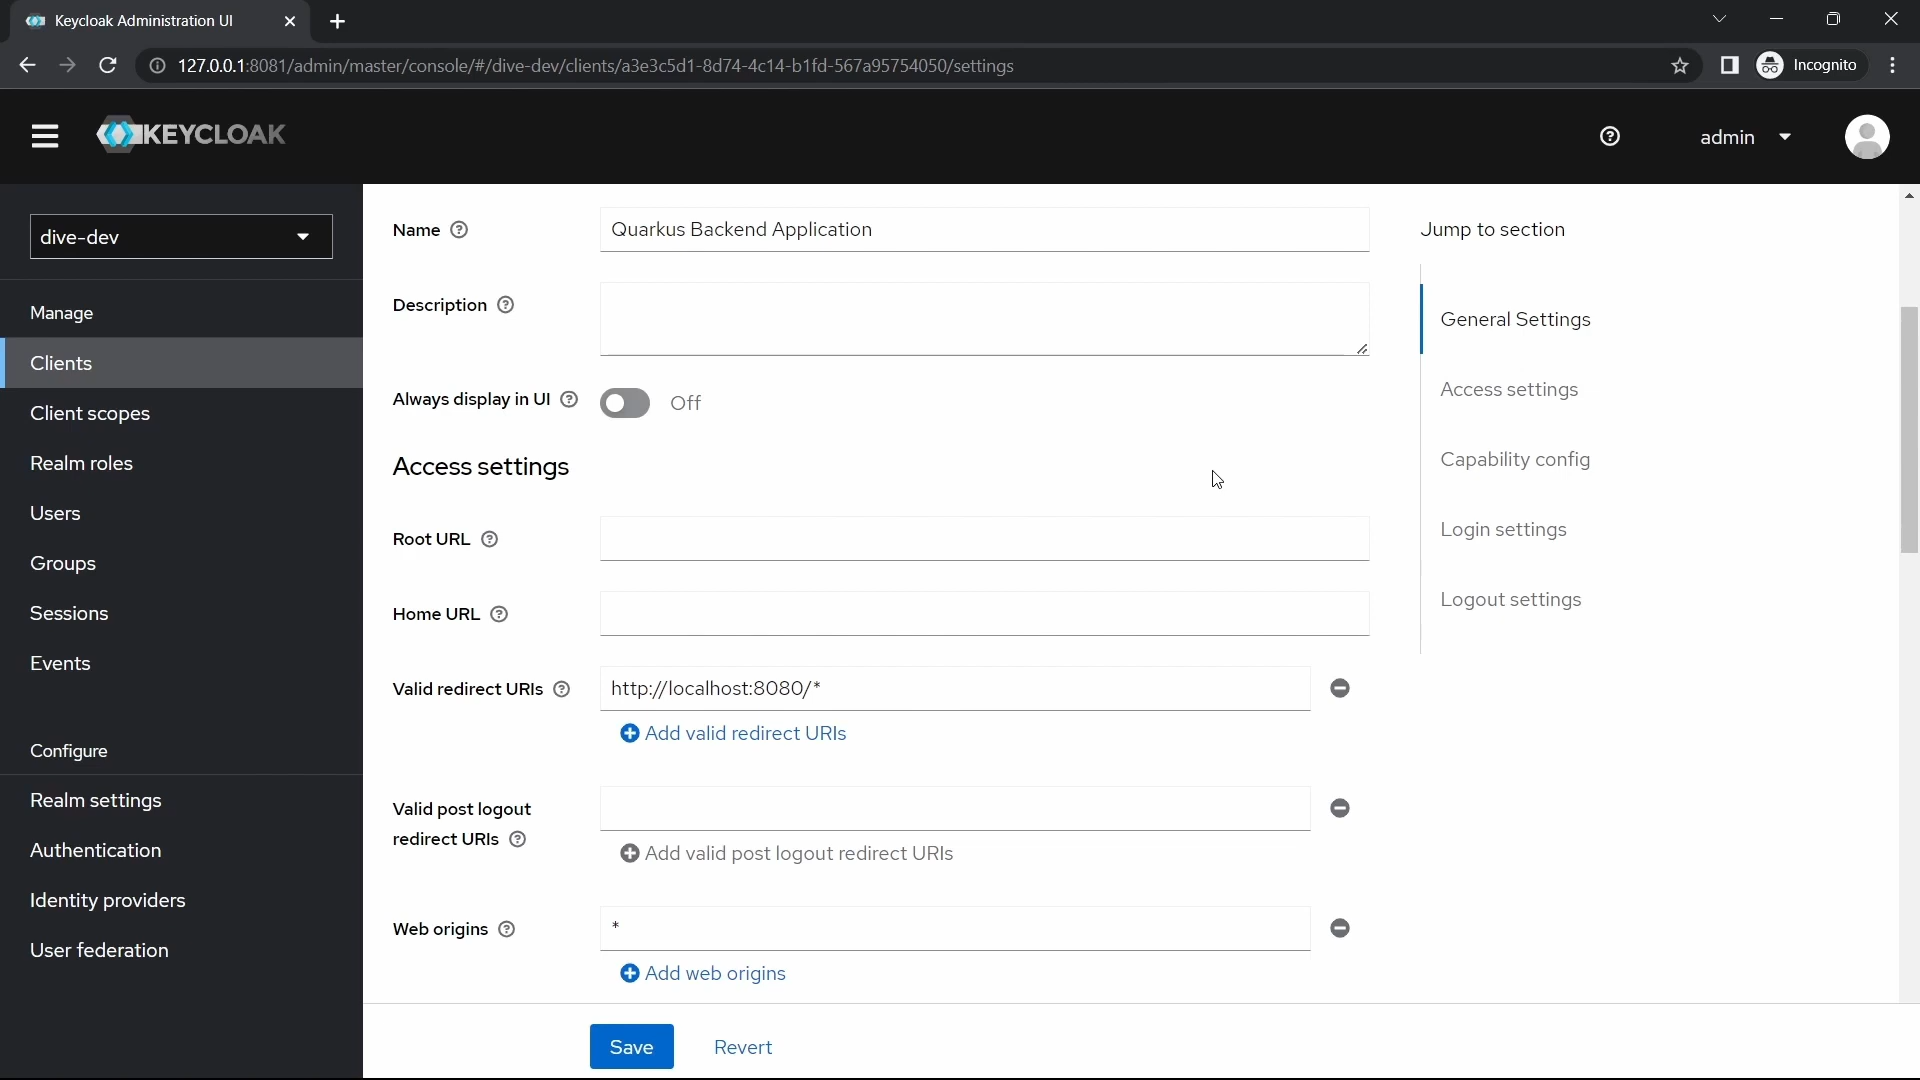 Keycloak Administration UI
127.0.0.1:8081/admin/master/console/#/dive-dev/clients/a3e3c5d1-8d74-4c14-b1fd-567a95754050/settings
Incognito
KEYCLOAK
admin
dive-dev
Manage
Clients
Client scopes
Realm roles
Users
Groups
Sessions
Events
Configure
Realm settings
Authentication
Identity providers
User federation
Name
Quarkus Backend Application
Description
Always display in UI
Off
Access settings
Root URL
Home URL
Valid redirect URIs
http://localhost:8080/*
Add valid redirect URIs
Valid post logout
redirect URIs
Add valid post logout redirect URIs
Web origins
*
Add web origins
Save
Revert
Jump to section
General Settings
Access settings
Capability config
Login settings
Logout settings